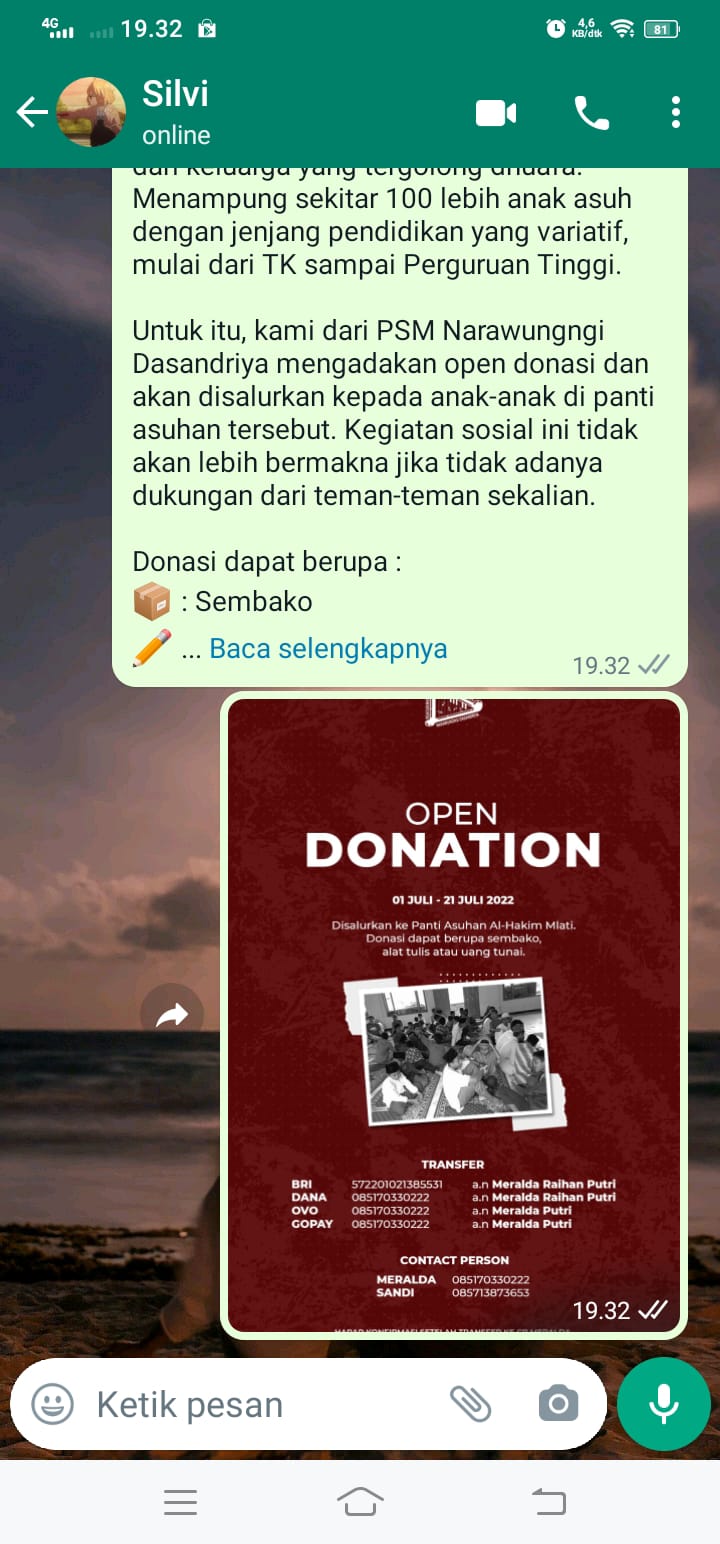 4G 19.32 4,6 KB/dtk 81
Silvi
online
dari keluarga yang tergolong dhuafa.
Menampung sekitar 100 lebih anak asuh
dengan jenjang pendidikan yang variatif,
mulai dari TK sampai Perguruan Tinggi.
Untuk itu, kami dari PSM Narawungngi
Dasandriya mengadakan open donasi dan
akan disalurkan kepada anak-anak di panti
asuhan tersebut. Kegiatan sosial ini tidak
akan lebih bermakna jika tidak adanya
dukungan dari teman-teman sekalian.
Donasi dapat berupa :
📦 : Sembako
✏️ ... Baca selengkapnya
19.32
OPEN
DONATION
01 JULI - 21 JULI 2022
Disalurkan ke Panti Asuhan Al-Hakim Mlati.
Donasi dapat berupa sembako,
alat tulis atau uang tunai.
TRANSFER
BRI 572201021385531 a.n Meralda Raihan Putri
DANA 085170330222 a.n Meralda Raihan Putri
OVO 085170330222 a.n Meralda Putri
GOPAY 085170330222 a.n Meralda Putri
CONTACT PERSON
MERALDA 085170330222
SANDI 085713873653
19.32
Ketik pesan